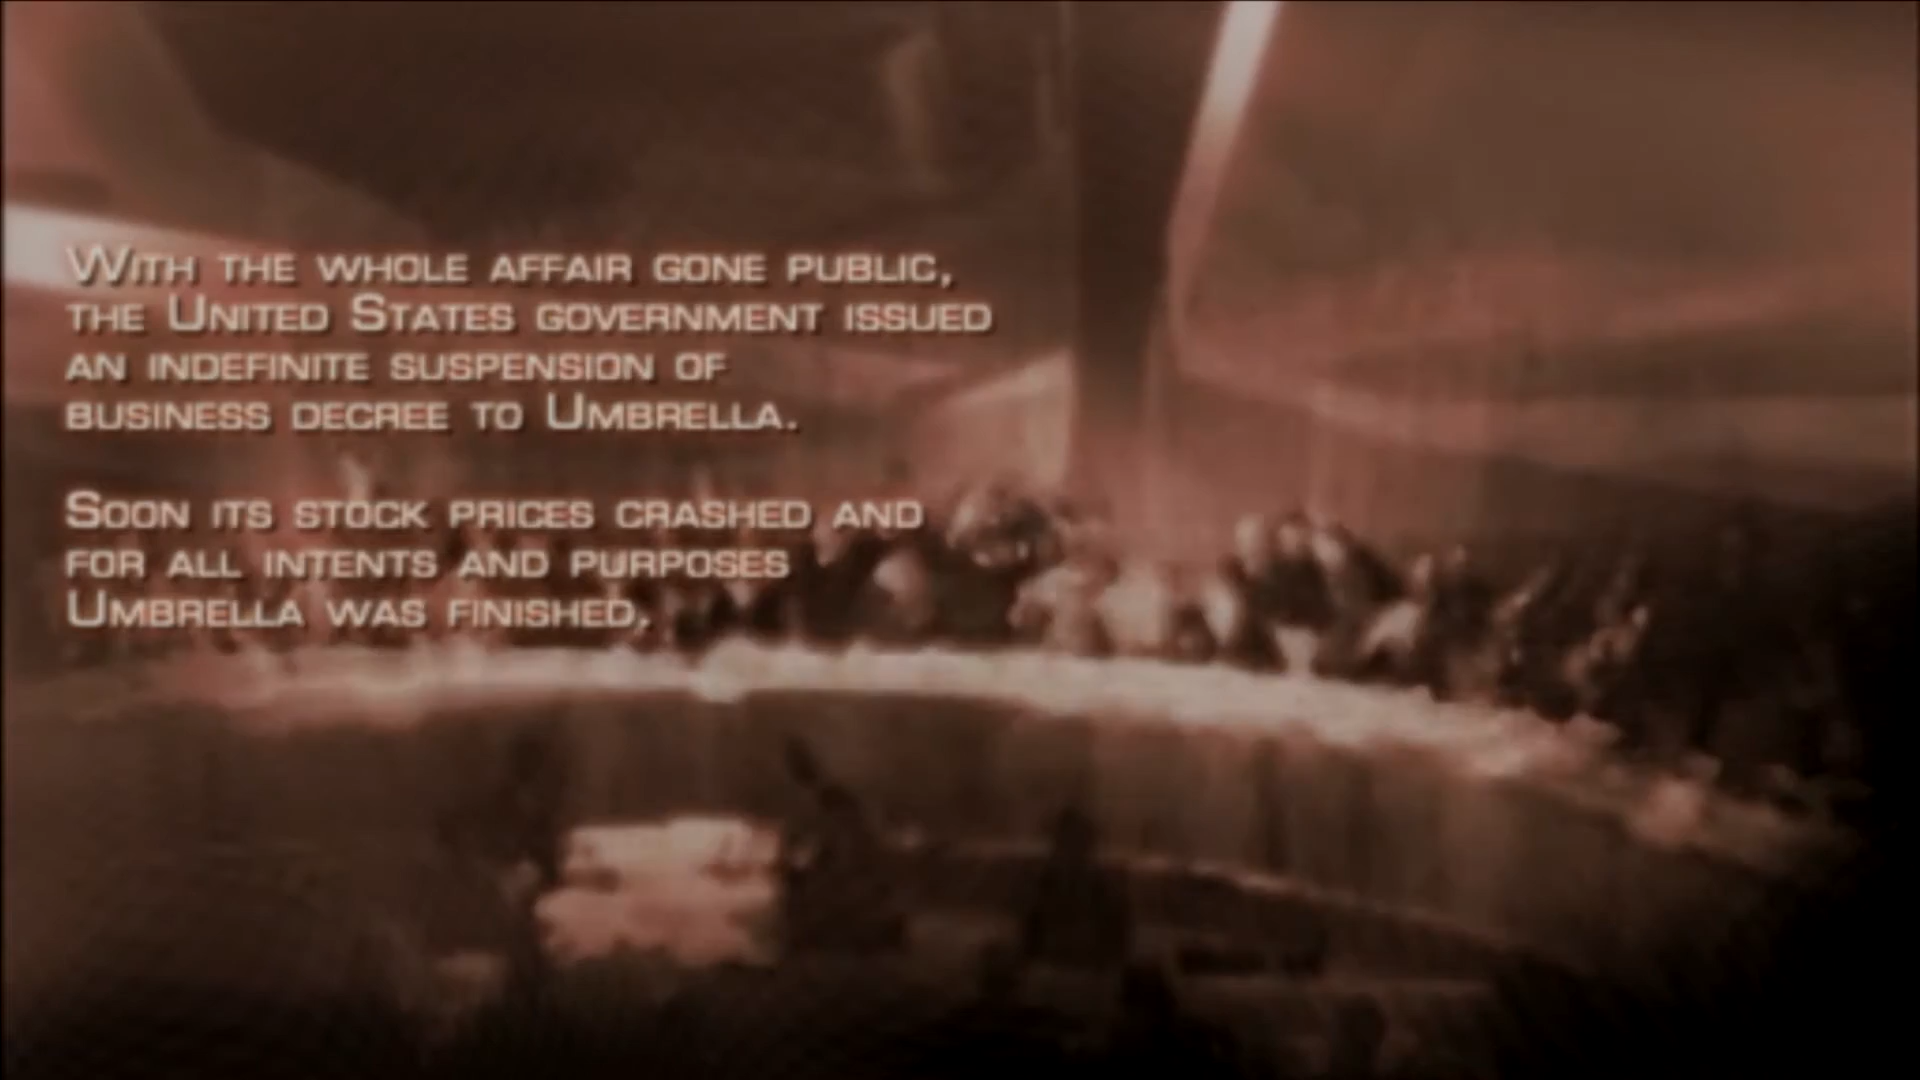 With the whole affair gone public,
the United States government issued
an indefinite suspension of
business decree to Umbrella.
Soon its stock prices crashed and
for all intents and purposes
Umbrella was finished.